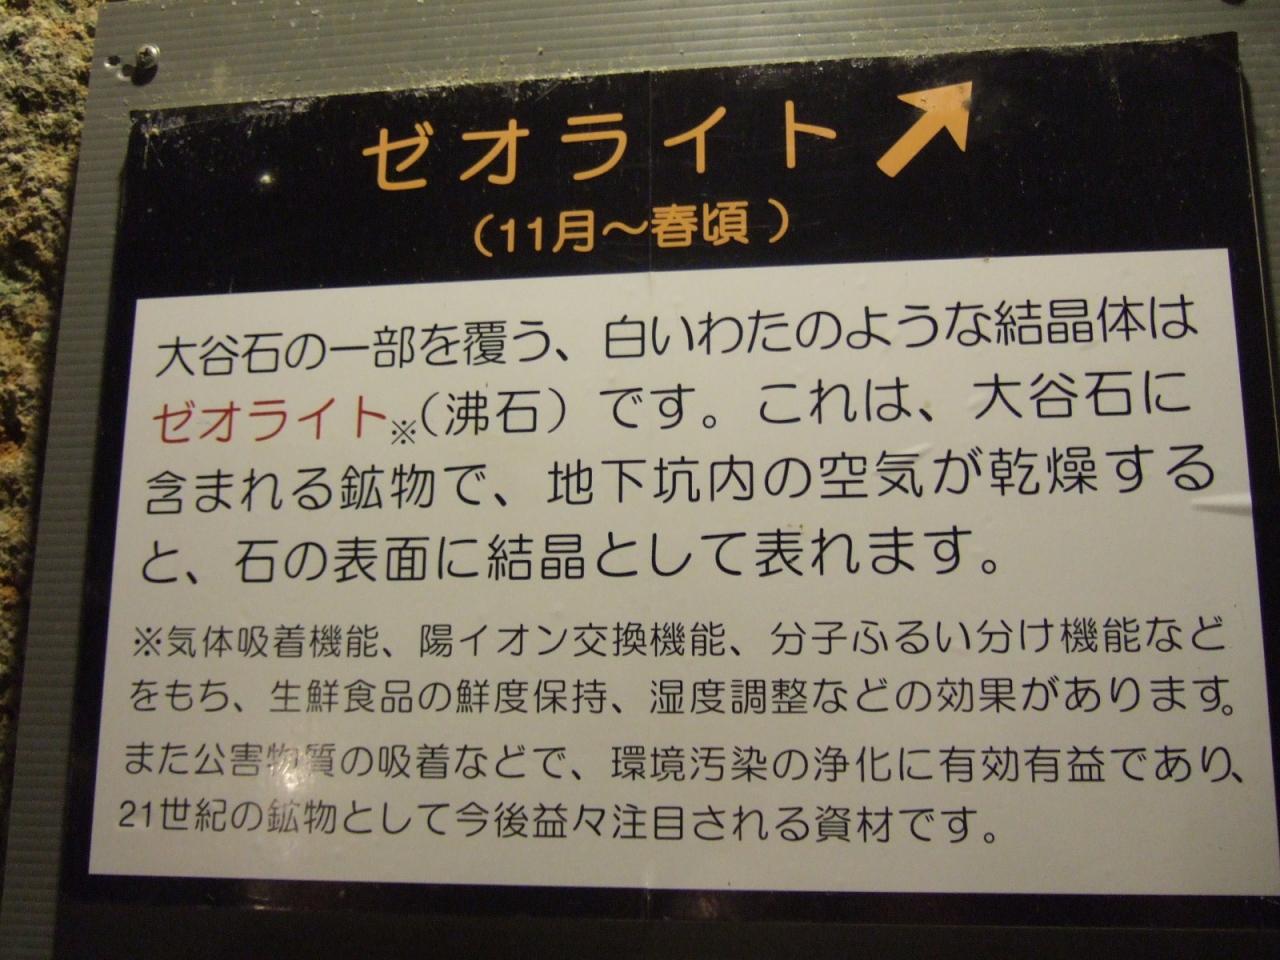 ゼオライト
（11月～春頃）
大谷石の一部を覆う、白いわたのような結晶体は
ゼオライト※（沸石）です。これは、大谷石に
含まれる鉱物で、地下坑内の空気が乾燥する
と、石の表面に結晶として表れます。
※気体吸着機能、陽イオン交換機能、分子ふるい分け機能など
をもち、生鮮食品の鮮度保持、湿度調整などの効果があります。
また公害物質の吸着などで、環境汚染の浄化に有効有益であり、
21世紀の鉱物として今後益々注目される資材です。